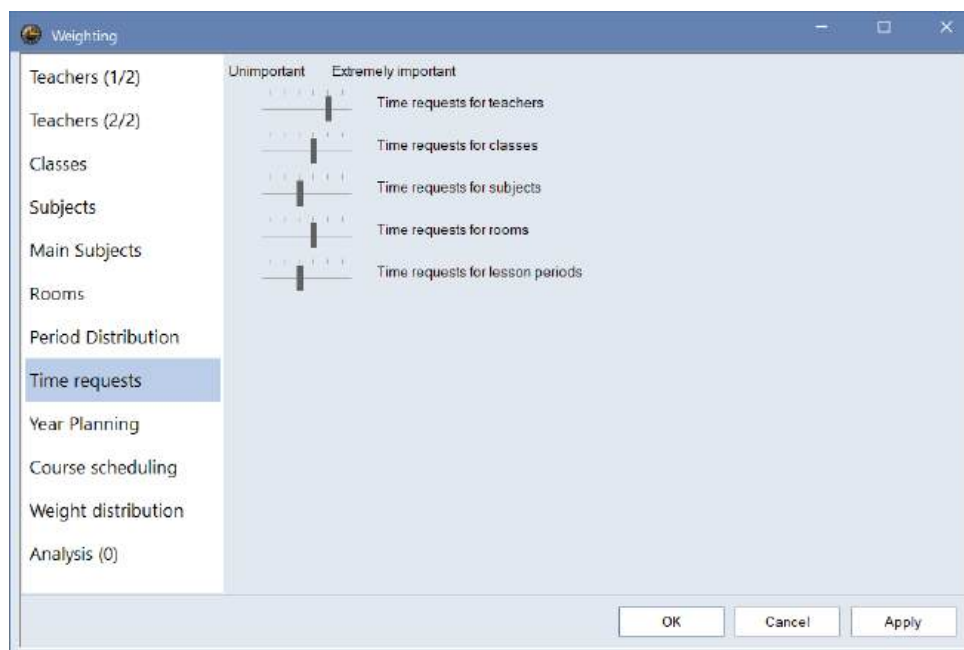 Weighting
Teachers (1/2)
Teachers (2/2)
Classes
Subjects
Main Subjects
Rooms
Period Distribution
Time requests
Year Planning
Course scheduling
Weight distribution
Analysis (0)
Unimportant Extremely important
Time requests for teachers
Time requests for classes
Time requests for subjects
Time requests for rooms
Time requests for lesson periods
OK Cancel Apply